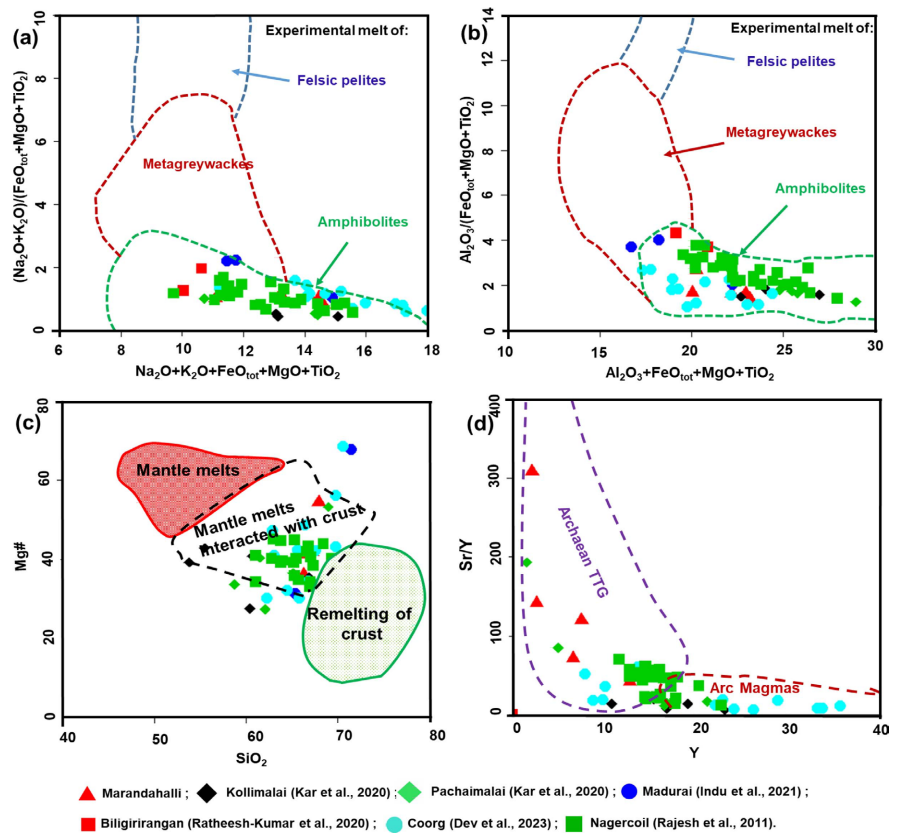 (a)
Experimental melt of:
Felsic pelites
Metagreywackes
Amphibolites
(Na2O+K2O)/(FeOtot+MgO+TiO2)
10
8
6
4
2
0
6 8 10 12 14 16 18
Na2O+K2O+FeOtot+MgO+TiO2
(b)
Experimental melt of:
Felsic pelites
Metagreywackes
Amphibolites
Al2O3/(FeOtot+MgO+TiO2)
14
12
10
8
6
4
2
0
10 15 20 25 30
Al2O3+FeOtot+MgO+TiO2
(c)
Mantle melts
Mantle melts
interacted with crust
Remelting of
crust
Mg#
80
60
40
20
0
40 50 60 70 80
SiO2
(d)
Archaean TTG
Arc Magmas
Sr/Y
400
300
200
100
0
0 10 20 30 40
Y
Marandahalli ; Kollimalai (Kar et al., 2020) ; Pachaimalai (Kar et al., 2020) ; Madurai (Indu et al., 2021) ;
Biligirirangan (Ratheesh-Kumar et al., 2020) ; Coorg (Dev et al., 2023) ; Nagercoil (Rajesh et al., 2011).